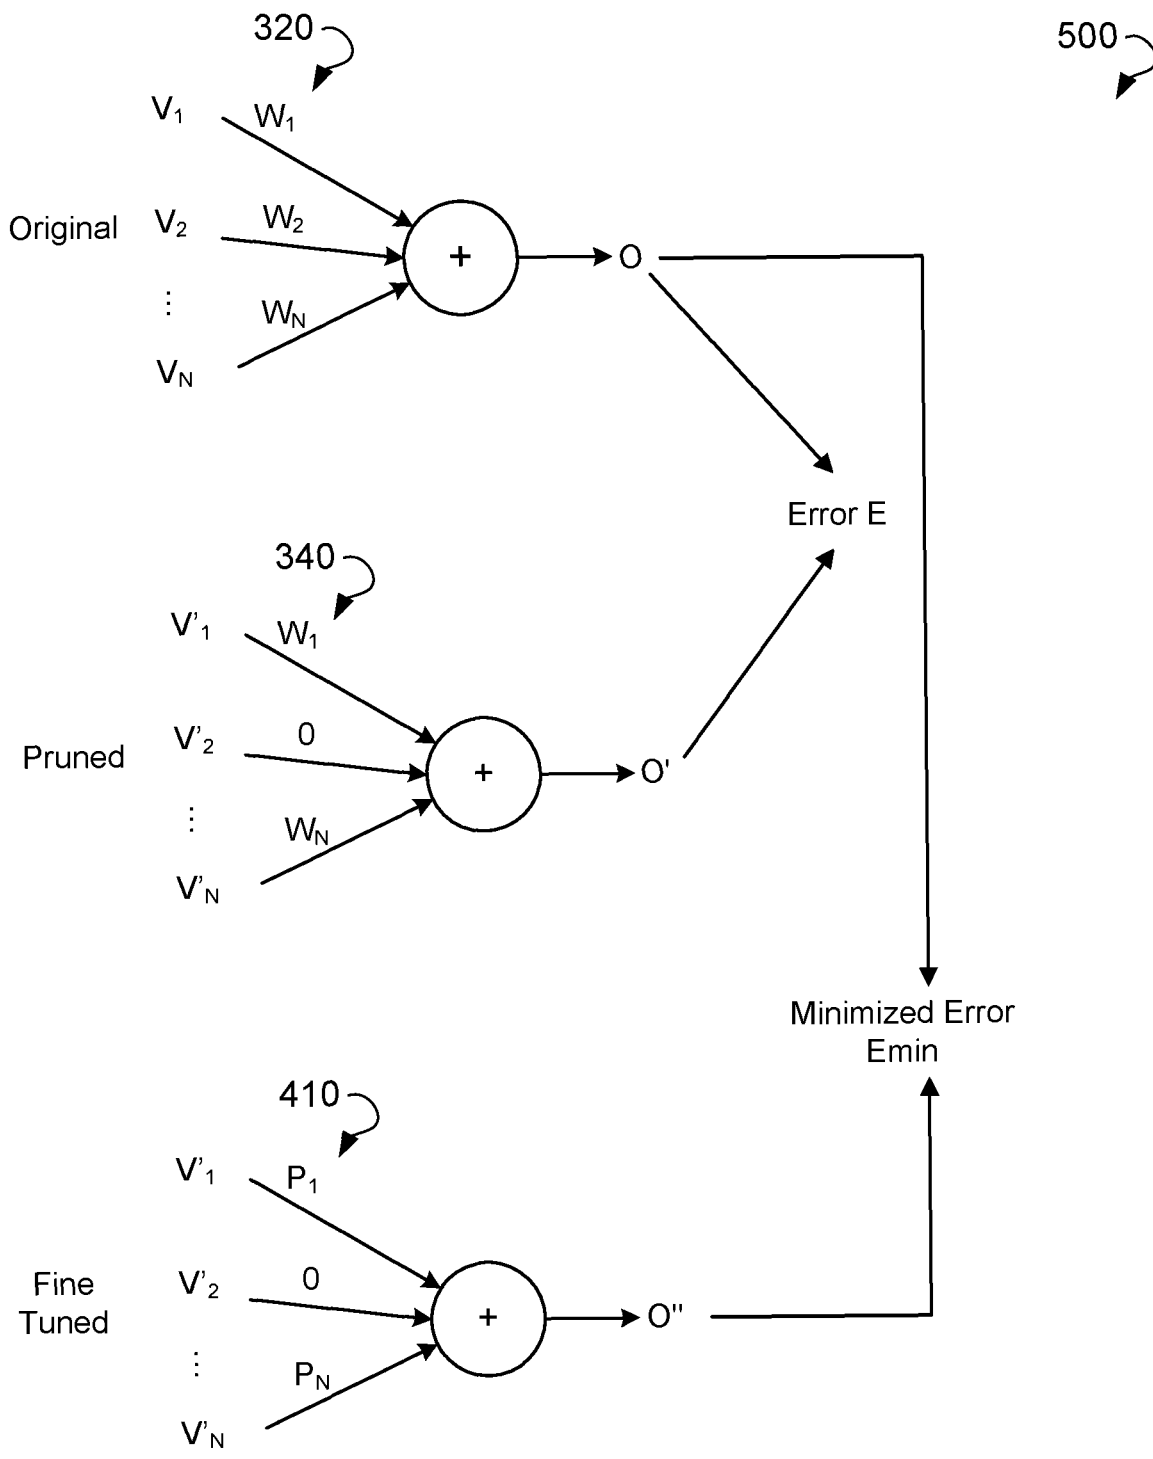 320
500
V1 W1
Original V2 W2 + O
⋮
WN
VN
Error E
340
V'1 W1
Pruned V'2 0 + O'
⋮
WN
V'N
Minimized Error
Emin
410
V'1 P1
V'2 0
Fine
Tuned
+ O"
⋮
PN
V'N